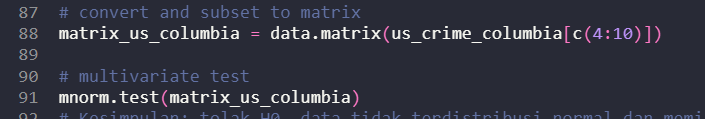 87 # convert and subset to matrix
88 matrix_us_columbia = data.matrix(us_crime_columbia[c(4:10)])
89
90 # multivariate test
91 mnorm.test(matrix_us_columbia)
92 # Kesimpulan: tolak H0, data tidak terdistribusi normal dan memi